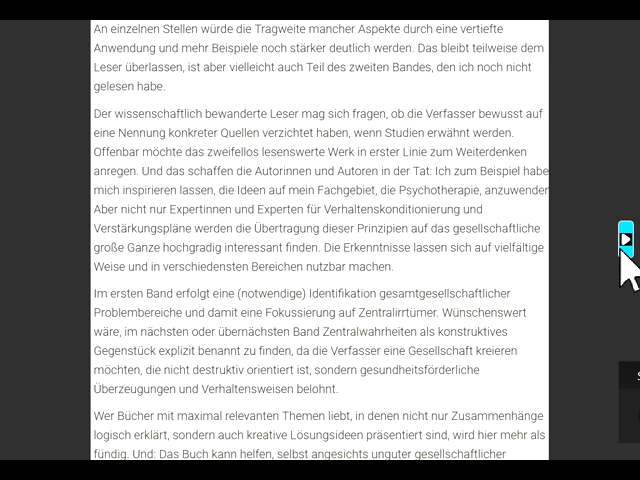 An einzelnen Stellen würde die Tragweite mancher Aspekte durch eine vertiefte
Anwendung und mehr Beispiele noch stärker deutlich werden. Das bleibt teilweise dem
Leser überlassen, ist aber vielleicht auch Teil des zweiten Bandes, den ich noch nicht
gelesen habe.
Der wissenschaftlich bewanderte Leser mag sich fragen, ob die Verfasser bewusst auf
eine Nennung konkreter Quellen verzichtet haben, wenn Studien erwähnt werden.
Offenbar möchte das zweifellos lesenswerte Werk in erster Linie zum Weiterdenken
anregen. Und das schaffen die Autorinnen und Autoren in der Tat: Ich zum Beispiel habe
mich inspirieren lassen, die Ideen auf mein Fachgebiet, die Psychotherapie, anzuwenden
Aber nicht nur Expertinnen und Experten für Verhaltenskonditionierung und
Verstärkungspläne werden die Übertragung dieser Prinzipien auf das gesellschaftliche
große Ganze hochgradig interessant finden. Die Erkenntnisse lassen sich auf vielfältige
Weise und in verschiedensten Bereichen nutzbar machen.
Im ersten Band erfolgt eine (notwendige) Identifikation gesamtgesellschaftlicher
Problembereiche und damit eine Fokussierung auf Zentralirrtümer. Wünschenswert
wäre, im nächsten oder übernächsten Band Zentralwahrheiten als konstruktives
Gegenstück explizit benannt zu finden, da die Verfasser eine Gesellschaft kreieren
möchten, die nicht destruktiv orientiert ist, sondern gesundheitsförderliche
Überzeugungen und Verhaltensweisen belohnt.
Wer Bücher mit maximal relevanten Themen liebt, in denen nicht nur Zusammenhänge
logisch erklärt, sondern auch kreative Lösungsideen präsentiert sind, wird hier mehr als
fündig. Und: Das Buch kann helfen, selbst angesichts unguter gesellschaftlicher